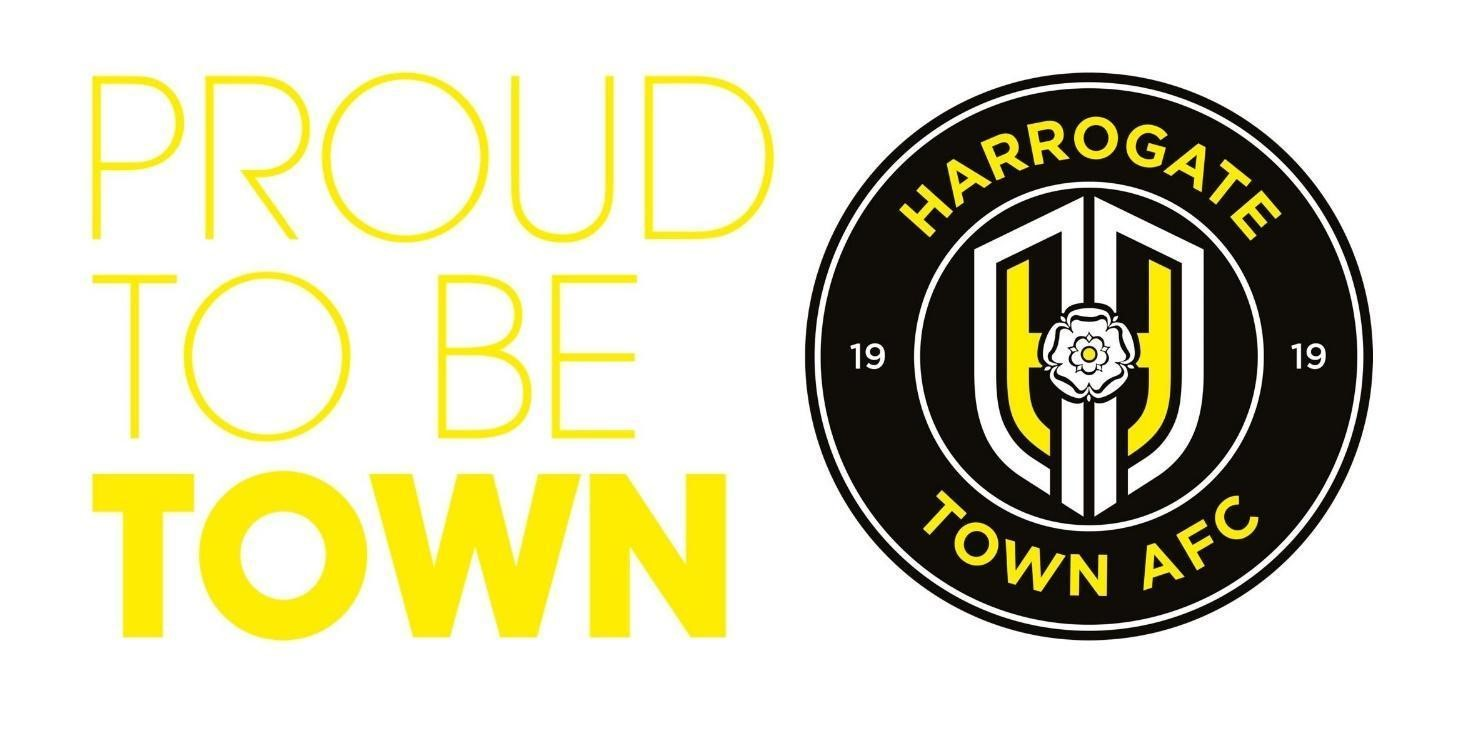 PROUD
TO BE
TOWN
HARROGATE
19 19
TOWN AFC